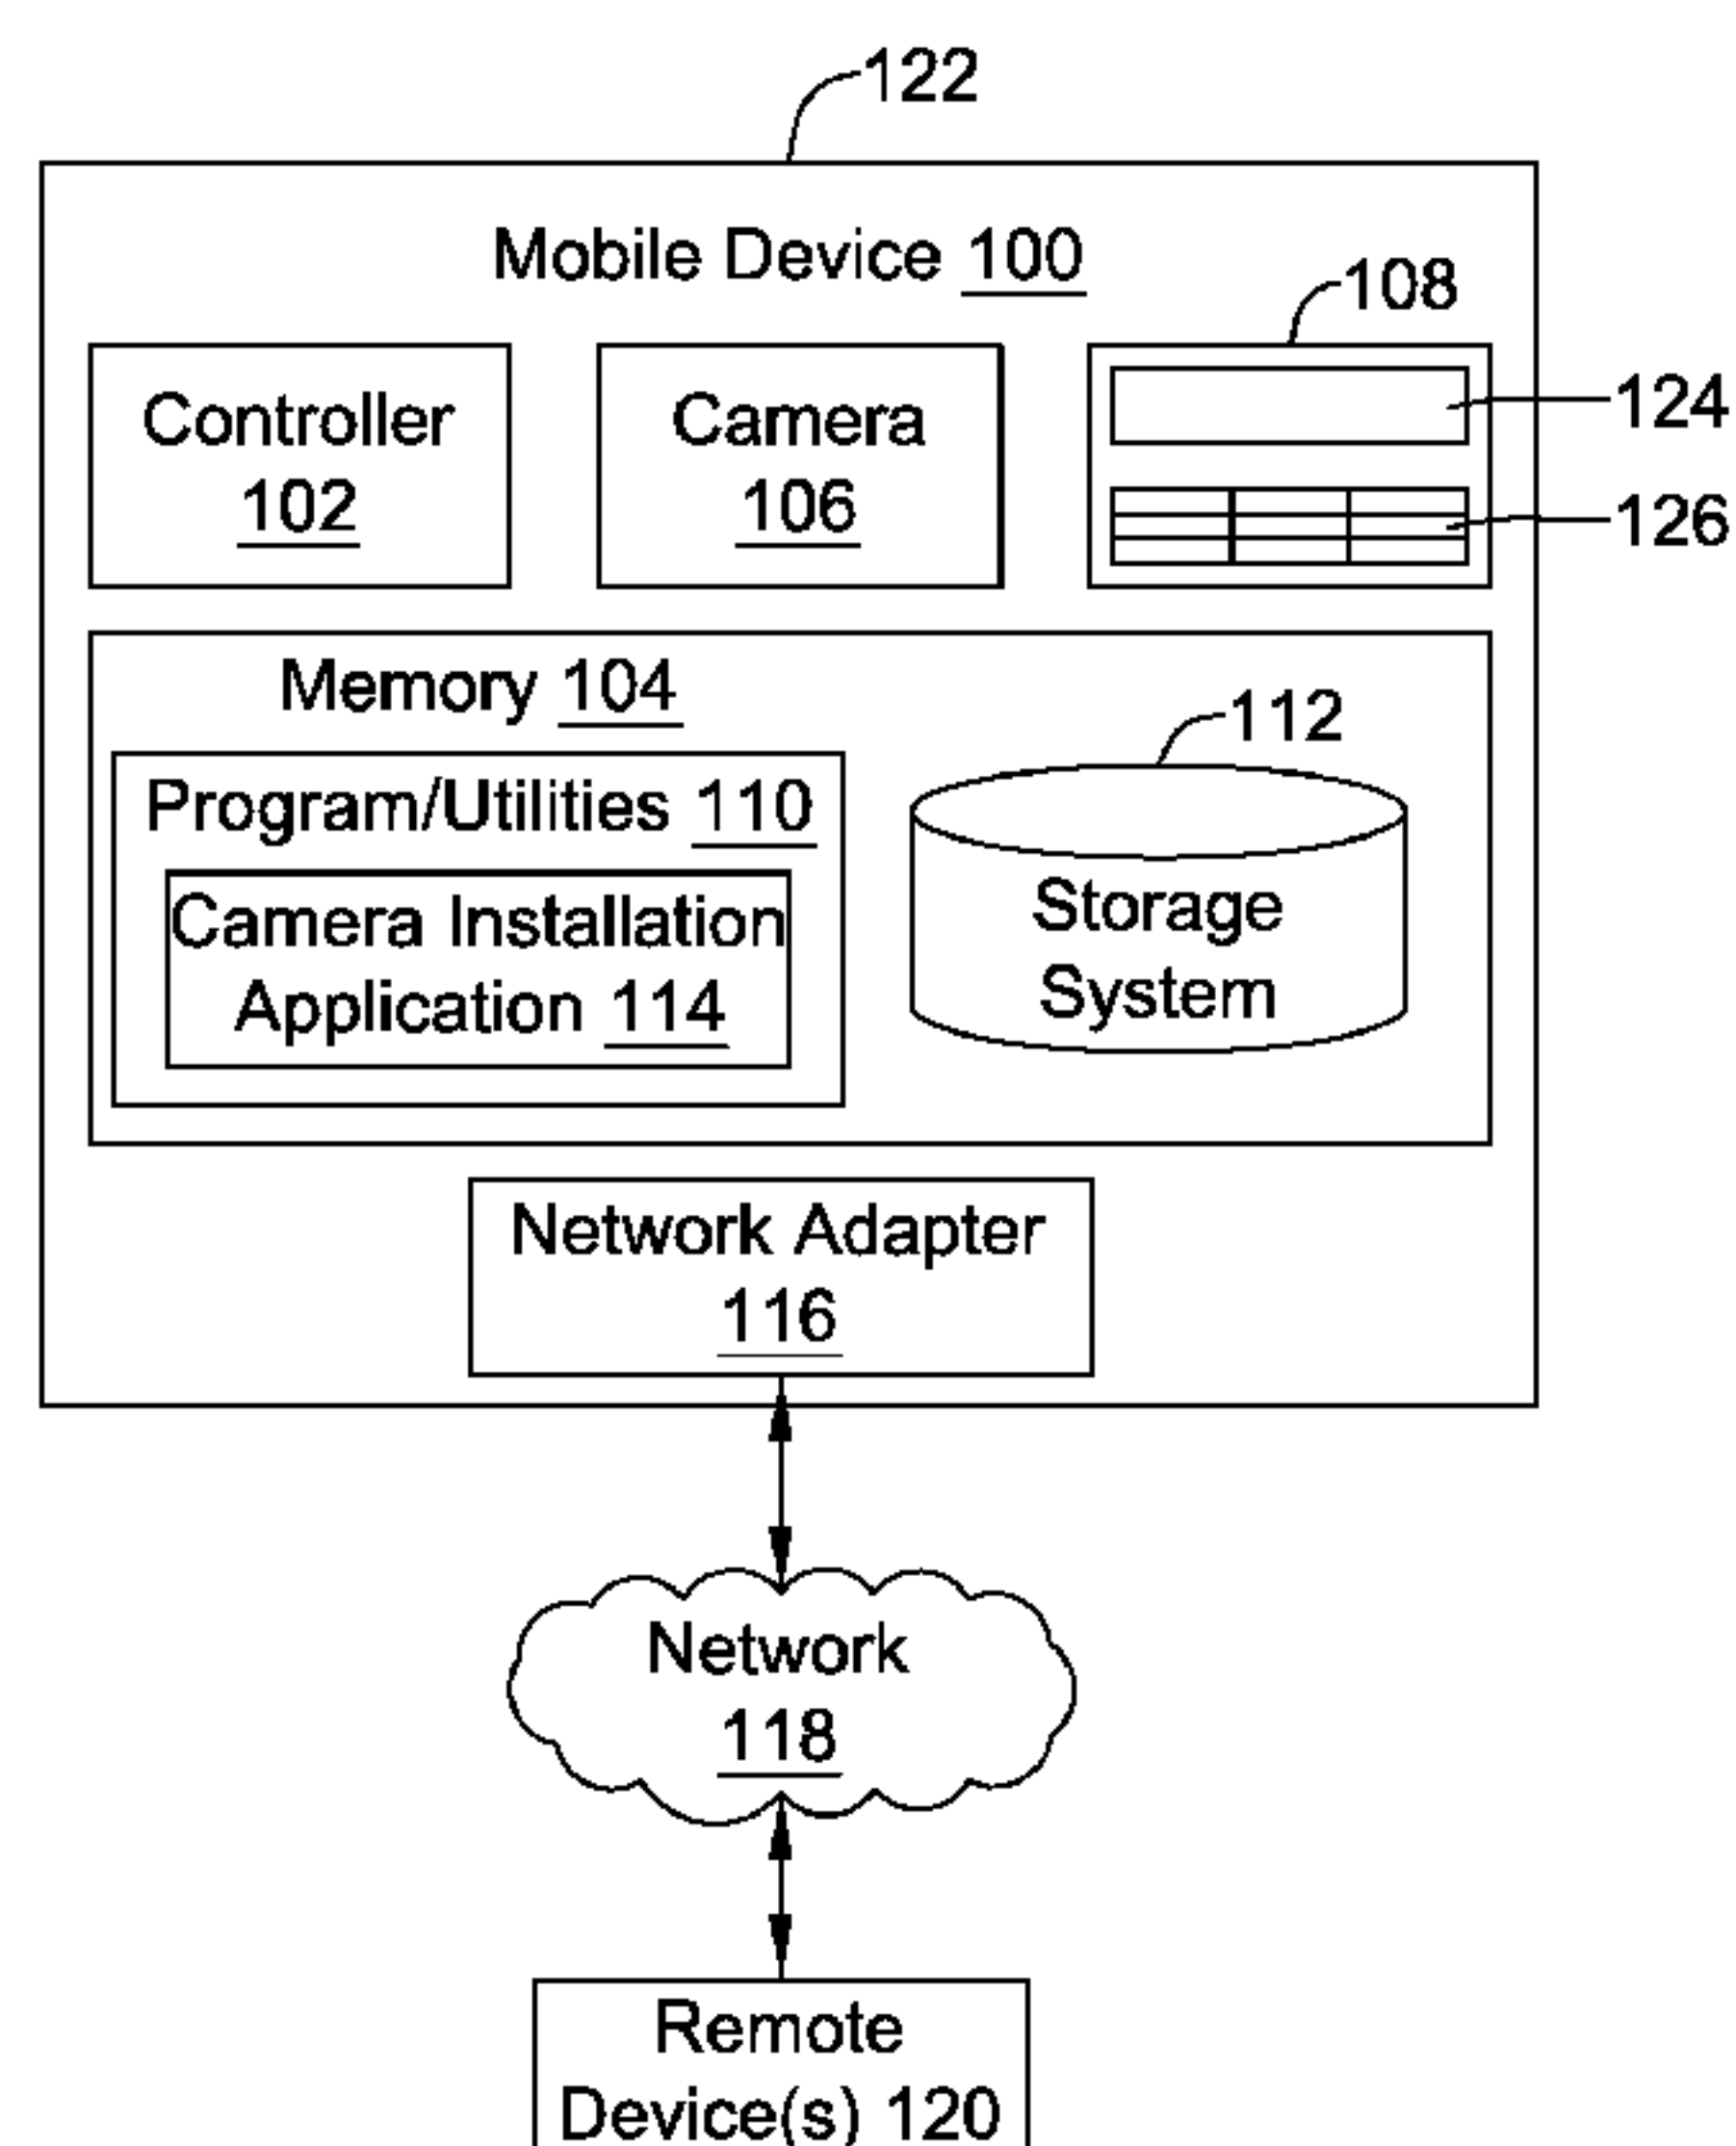 122
Mobile Device 100
108
Controller
102
Camera
106
124
126
Memory 104
112
Program/Utilities 110
Camera Installation
Application 114
Storage
System
Network Adapter
116
Network
118
Remote
Device(s) 120